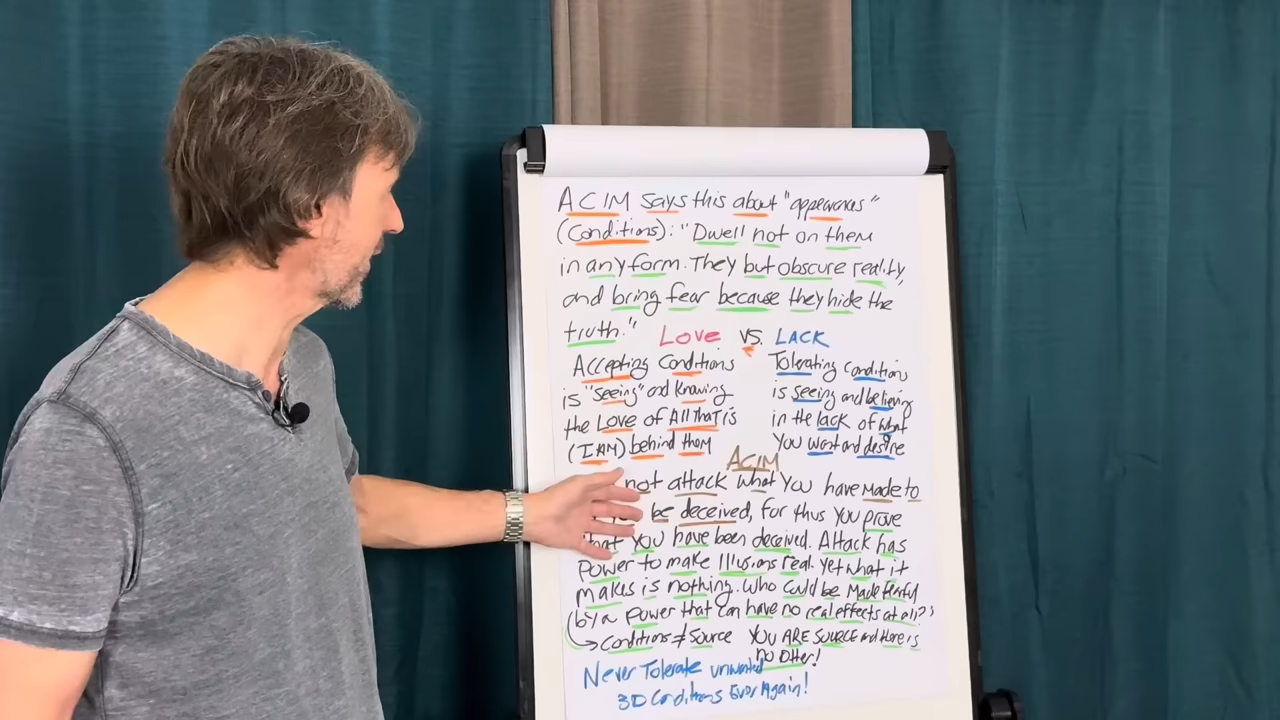 ACIM says this about "appearances"
(Conditions): "Dwell not on them
in any form. They but obscure reality,
and bring fear because they hide the
truth."
LOVE VS. LACK
Accepting Conditions
is "seeing" and Knowing
the Love of All THAT is
(I AM) behind them
Tolerating Conditions
is seeing and believing
in the lack of what
You want and desire
ACIM
not attack what You have Made to
be deceived, for thus You prove
that You have been deceived. Attack has
power to make Illusions real. Yet what it
makes is nothing. Who Could be Made fearful
(by a power that can have no real effects at all?)
→ Conditions ≠ Source You ARE SOURCE and there is
no other!
Never Tolerate unwanted
3D Conditions Ever Again!